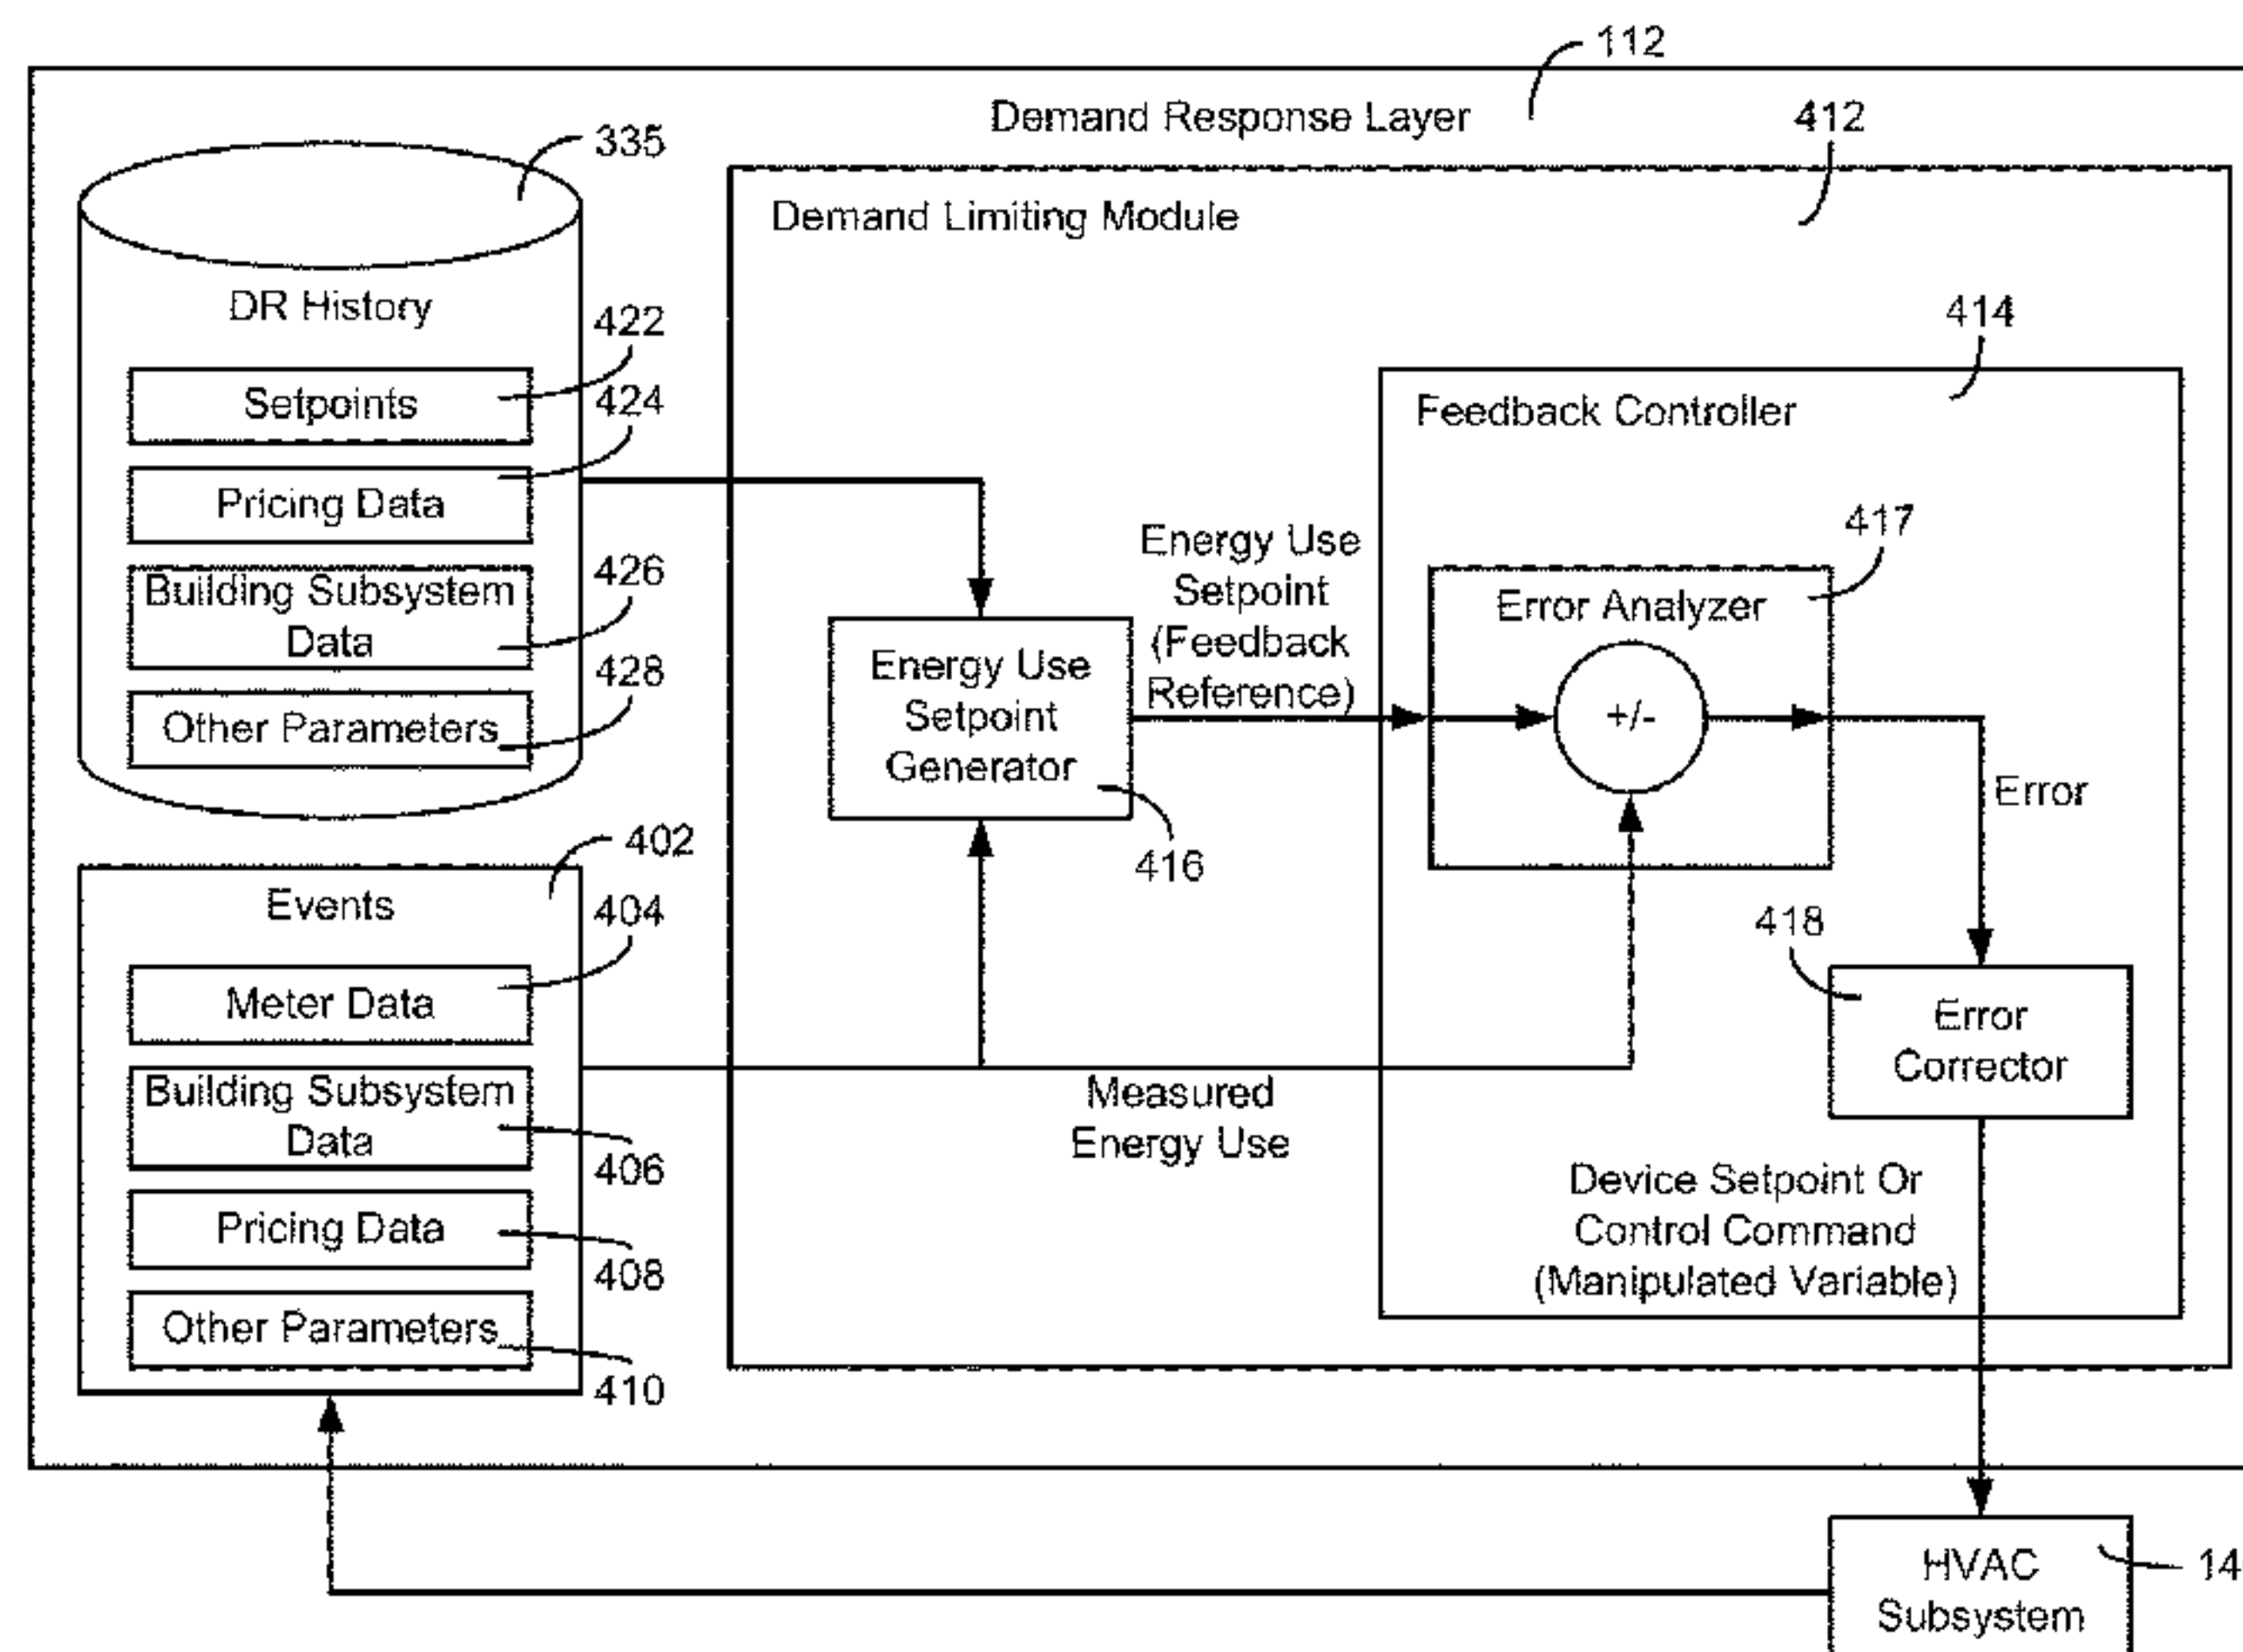 112
Demand Response Layer
412
335
Demand Limiting Module
DR History
422
Setpoints
424
Pricing Data
426
Building Subsystem
Data
428
Other Parameters
414
Feedback Controller
417
Error Analyzer
+/-
Energy Use
Setpoint
(Feedback
Reference)
Energy Use
Setpoint
Generator
416
Error
402
Events
404
Meter Data
Building Subsystem
Data
406
Pricing Data
408
Other Parameters
410
Measured
Energy Use
418
Error
Corrector
Device Setpoint Or
Control Command
(Manipulated Variable)
HVAC
Subsystem